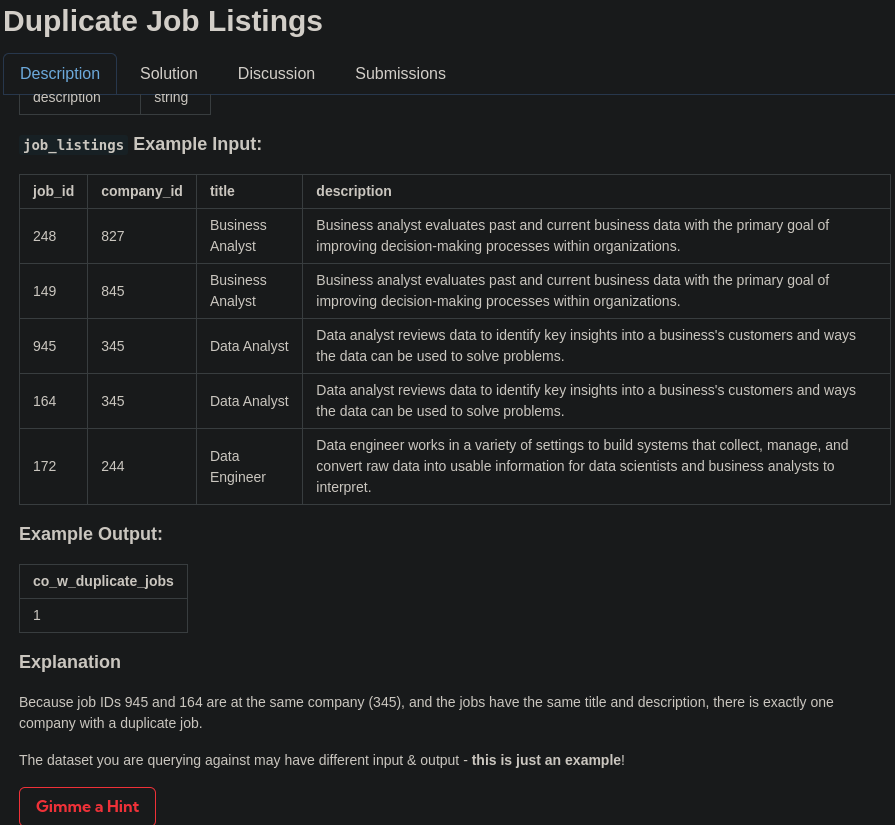 Duplicate Job Listings
Description Solution Discussion Submissions
description string
job_listings Example Input:
job_id company_id title description
248 827 Business Analyst Business analyst evaluates past and current business data with the primary goal of
improving decision-making processes within organizations.
149 845 Business Analyst Business analyst evaluates past and current business data with the primary goal of
improving decision-making processes within organizations.
945 345 Data Analyst Data analyst reviews data to identify key insights into a business's customers and ways
the data can be used to solve problems.
164 345 Data Analyst Data analyst reviews data to identify key insights into a business's customers and ways
the data can be used to solve problems.
172 244 Data Engineer Data engineer works in a variety of settings to build systems that collect, manage, and
convert raw data into usable information for data scientists and business analysts to
interpret.
Example Output:
co_w_duplicate_jobs
1
Explanation
Because job IDs 945 and 164 are at the same company (345), and the jobs have the same title and description, there is exactly one
company with a duplicate job.
The dataset you are querying against may have different input & output - this is just an example!
Gimme a Hint